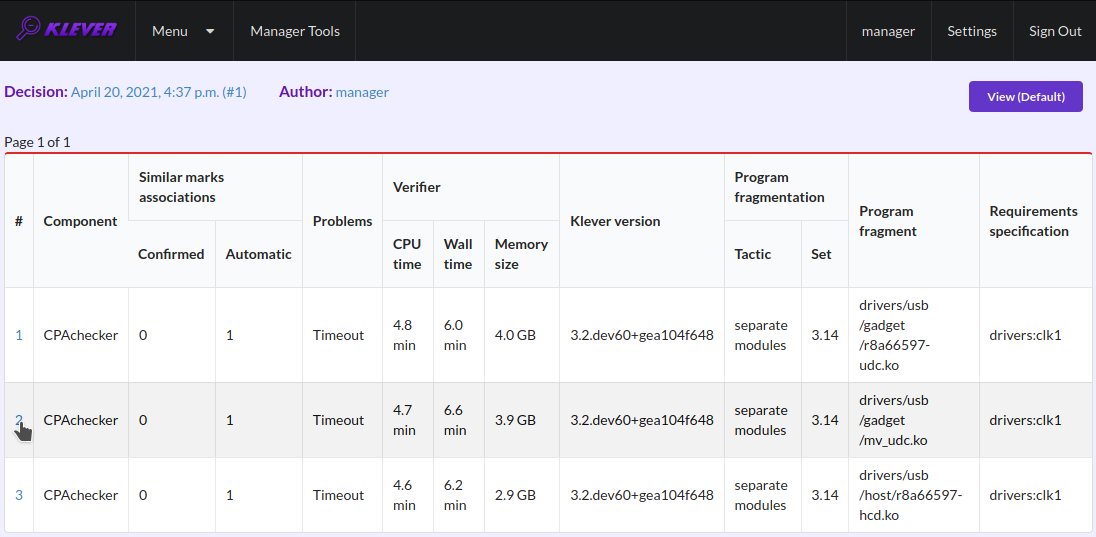 KLEVER
Menu
Manager Tools
manager
Settings
Sign Out
Decision: April 20, 2021, 4:37 p.m. (#1)
Author: manager
View (Default)
Page 1 of 1
#
Component
Similar marks
associations
Confirmed
Automatic
Problems
Verifier
CPU
time
Wall
time
Memory
size
Klever version
Program
fragmentation
Tactic
Set
Program
fragment
Requirements
specification
1
CPAchecker
0
1
Timeout
4.8
min
6.0
min
4.0 GB
3.2.dev60+gea104f648
separate
modules
3.14
drivers/usb
/gadget
/r8a66597-
udc.ko
drivers:clk1
2
CPAchecker
0
1
Timeout
4.7
min
6.6
min
3.9 GB
3.2.dev60+gea104f648
separate
modules
3.14
drivers/usb
/gadget
/mv_udc.ko
drivers:clk1
3
CPAchecker
0
1
Timeout
4.6
min
6.2
min
2.9 GB
3.2.dev60+gea104f648
separate
modules
3.14
drivers/usb
/host/r8a66597-
hcd.ko
drivers:clk1